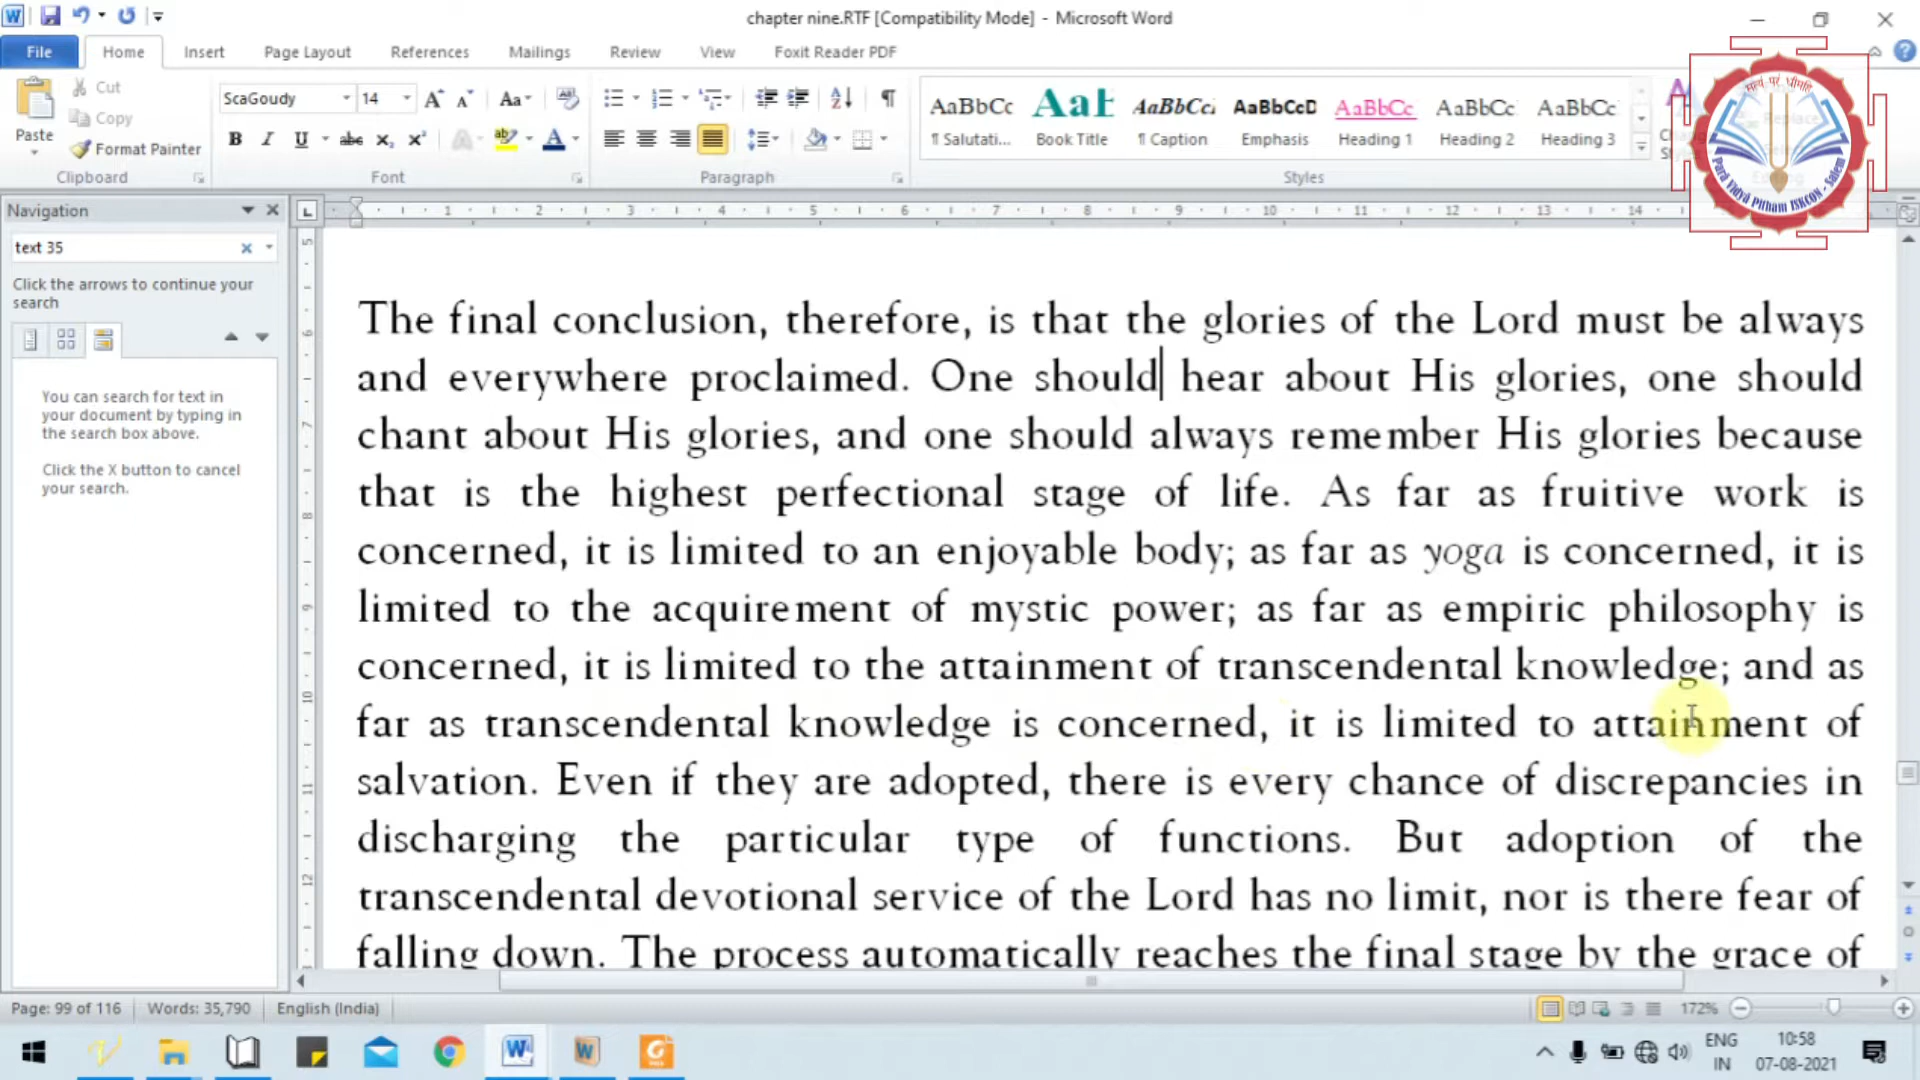 chapter nine.RTF [Compatibility Mode] - Microsoft Word
File Home Insert Page Layout References Mailings Review View Foxit Reader PDF
Paste
Cut
Copy
Format Painter
ScaGoudy 14
AaBbCc AaB AaBbCc AaBbCcD AaBbCc AaBbCc AaBbCc
¶ Salutati... Book Title ¶ Caption Emphasis Heading 1 Heading 2 Heading 3
Clipboard Font Paragraph Styles
Para Vidya Pitham ISKCON - Salem
Navigation
text 35
Click the arrows to continue your
search
You can search for text in
your document by typing in
the search box above.
Click the X button to cancel
your search.
The final conclusion, therefore, is that the glories of the Lord must be always
and everywhere proclaimed. One should hear about His glories, one should
chant about His glories, and one should always remember His glories because
that is the highest perfectional stage of life. As far as fruitive work is
concerned, it is limited to an enjoyable body; as far as yoga is concerned, it is
limited to the acquirement of mystic power; as far as empiric philosophy is
concerned, it is limited to the attainment of transcendental knowledge; and as
far as transcendental knowledge is concerned, it is limited to attainment of
salvation. Even if they are adopted, there is every chance of discrepancies in
discharging the particular type of functions. But adoption of the
transcendental devotional service of the Lord has no limit, nor is there fear of
falling down. The process automatically reaches the final stage by the grace of
Page: 99 of 116 Words: 35,790 English (India) 172%
ENG
IN
10:58
07-08-2021